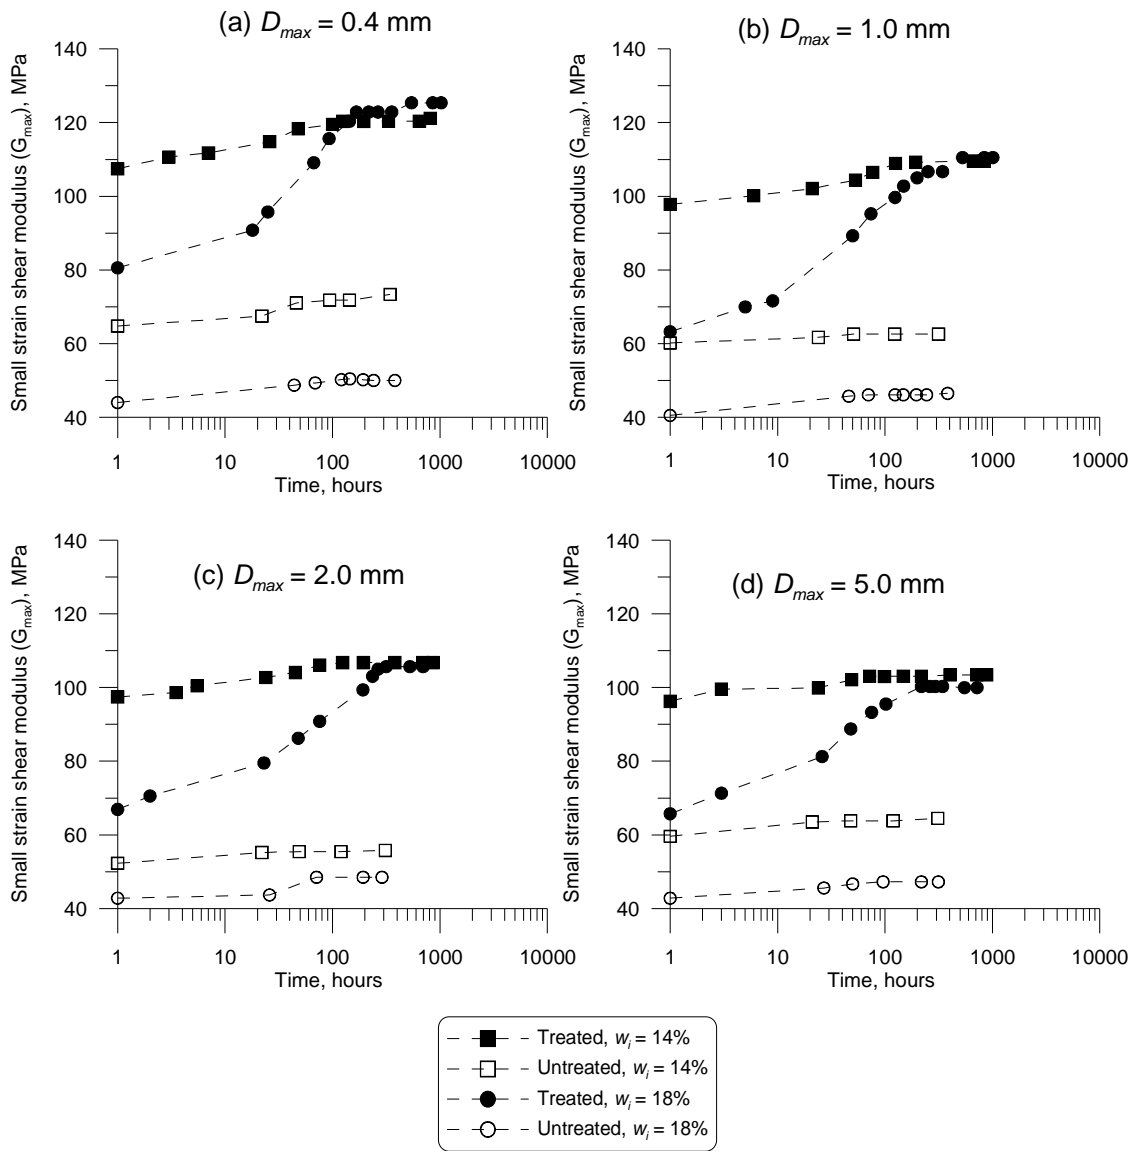 (a) Dmax = 0.4 mm
Small strain shear modulus (Gmax), MPa
140
120
100
80
60
40
1 10 100 1000 10000
Time, hours
(b) Dmax = 1.0 mm
Small strain shear modulus (Gmax), MPa
140
120
100
80
60
40
1 10 100 1000 10000
Time, hours
(c) Dmax = 2.0 mm
Small strain shear modulus (Gmax), MPa
140
120
100
80
60
40
1 10 100 1000 10000
Time, hours
(d) Dmax = 5.0 mm
Small strain shear modulus (Gmax), MPa
140
120
100
80
60
40
1 10 100 1000 10000
Time, hours
Treated, wi = 14%
Untreated, wi = 14%
Treated, wi = 18%
Untreated, wi = 18%